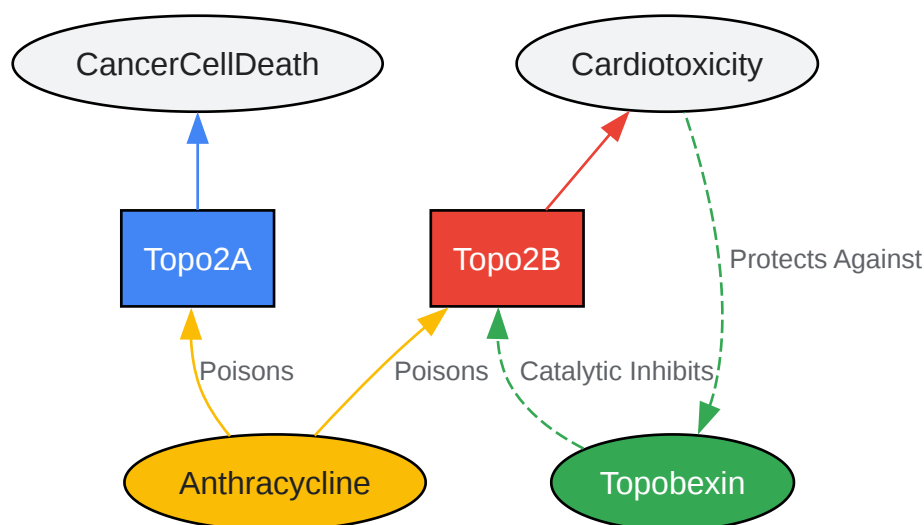 CancerCellDeath
Cardiotoxicity
Topo2A
Topo2B
Protects Against
Poisons
Poisons
Catalytic Inhibits
Anthracycline
Topobexin